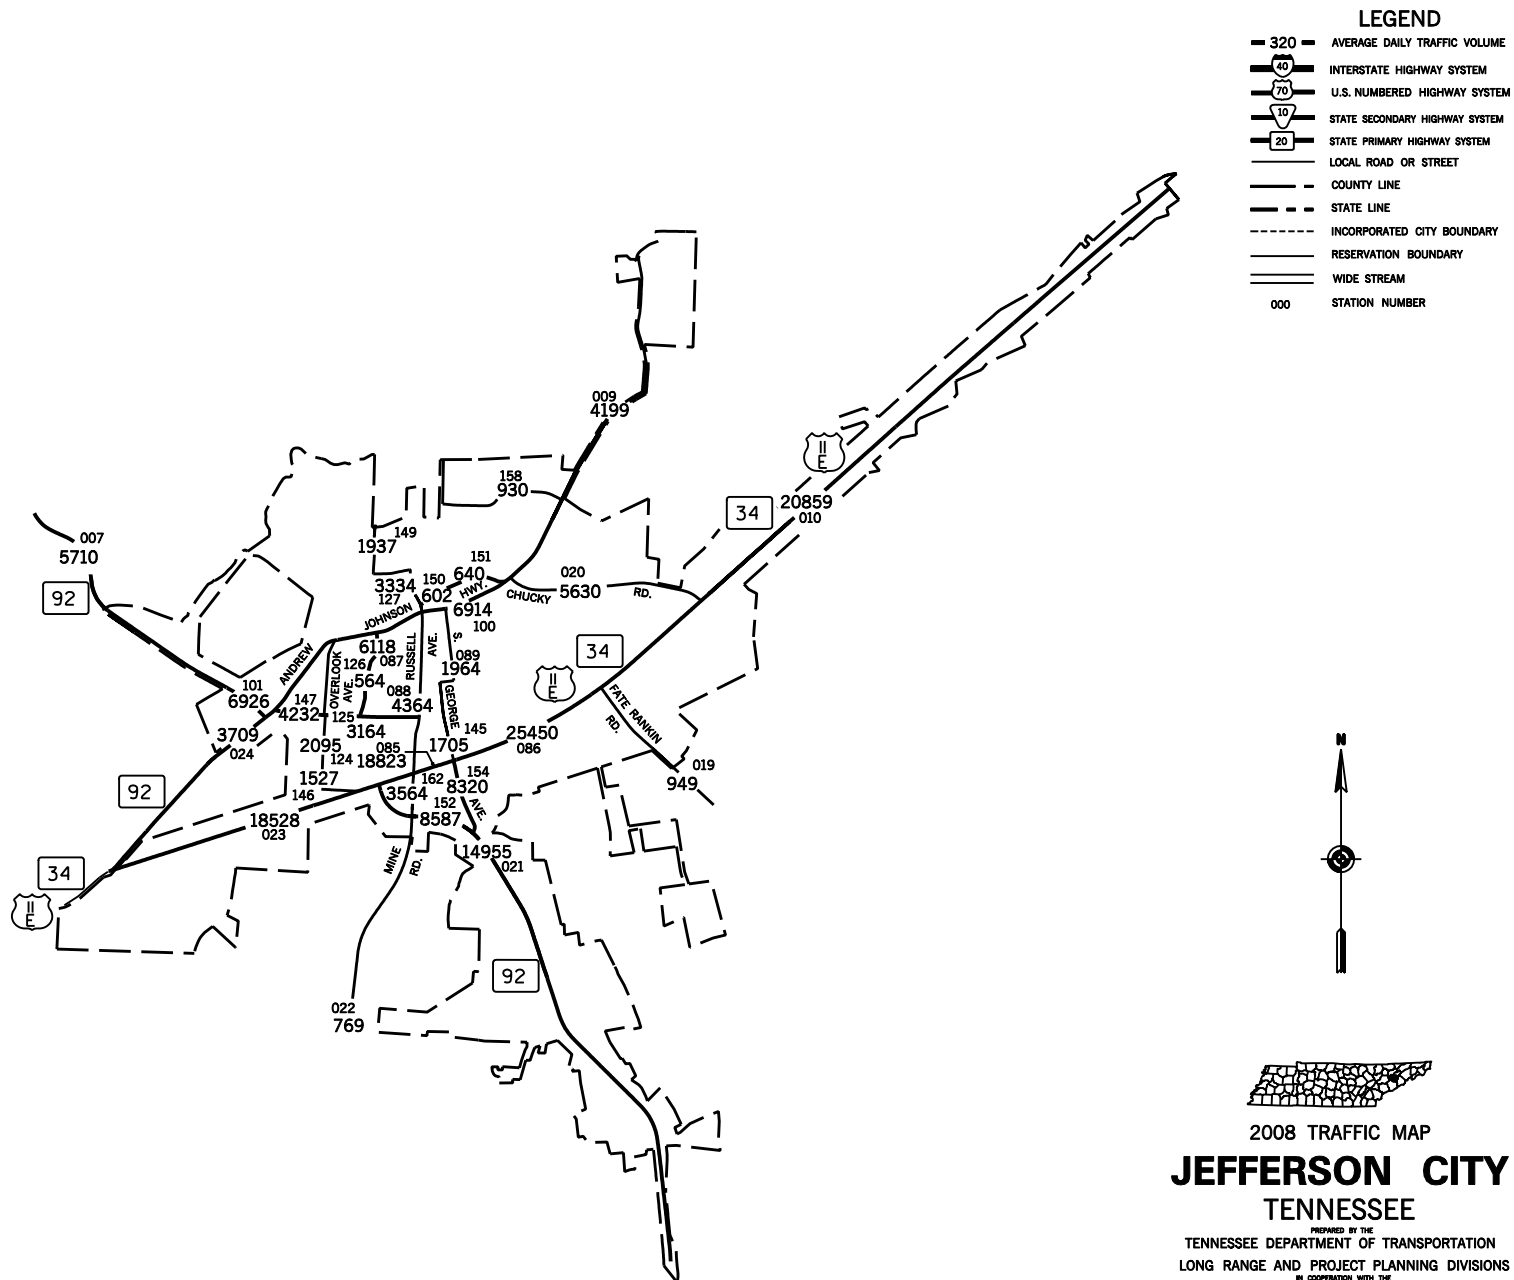 LEGEND
320 AVERAGE DAILY TRAFFIC VOLUME
40 INTERSTATE HIGHWAY SYSTEM
70 U.S. NUMBERED HIGHWAY SYSTEM
10 STATE SECONDARY HIGHWAY SYSTEM
20 STATE PRIMARY HIGHWAY SYSTEM
LOCAL ROAD OR STREET
COUNTY LINE
STATE LINE
INCORPORATED CITY BOUNDARY
RESERVATION BOUNDARY
WIDE STREAM
000 STATION NUMBER
009
4199
11
E
158
930
34
20859
010
007
5710
149
1937
92
151
640
020
5630
3334
127
150
602
HWY.
CHUCKY
RD.
JOHNSON
6914
100
6118
087
RUSSELL
AVE.
S.
089
1964
34
11
E
ANDREW
OVERLOOK
AVE.
126
564
088
4364
GEORGE
FATE RANKIN
RD.
101
6926
147
4232
125
3164
3709
024
2095
124
085
18823
1705
145
25450
086
1527
146
162
3564
154
8320
AVE.
019
949
92
18528
023
152
8587
34
11
E
MINE
RD.
14955
021
92
022
769
N
2008 TRAFFIC MAP
JEFFERSON CITY
TENNESSEE
PREPARED BY THE
TENNESSEE DEPARTMENT OF TRANSPORTATION
LONG RANGE AND PROJECT PLANNING DIVISIONS
IN COOPERATION WITH THE